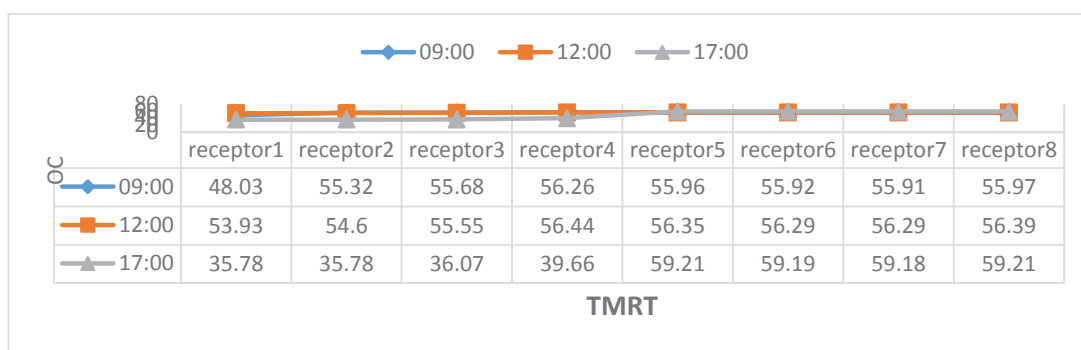 09:00 12:00 17:00
80
60
40
20
0
OC
receptor1 receptor2 receptor3 receptor4 receptor5 receptor6 receptor7 receptor8
09:00 48.03 55.32 55.68 56.26 55.96 55.92 55.91 55.97
12:00 53.93 54.6 55.55 56.44 56.35 56.29 56.29 56.39
17:00 35.78 35.78 36.07 39.66 59.21 59.19 59.18 59.21
TMRT